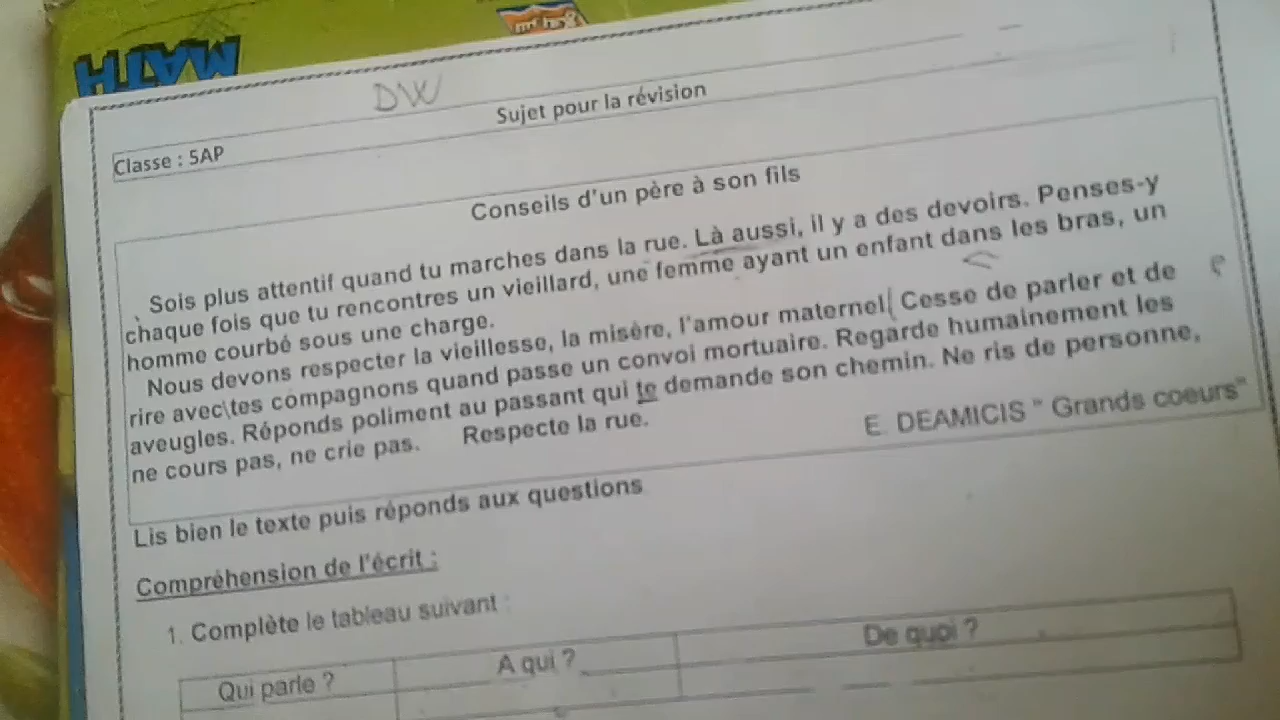 MATH
DW
Sujet pour la révision
Classe : 5AP
Conseils d'un père à son fils
Sois plus attentif quand tu marches dans la rue. Là aussi, il y a des devoirs. Penses-y
chaque fois que tu rencontres un vieillard, une femme ayant un enfant dans les bras, un
homme courbé sous une charge.
Nous devons respecter la vieillesse, la misère, l'amour maternel. Cesse de parler et de
rire avec tes compagnons quand passe un convoi mortuaire. Regarde humainement les
aveugles. Réponds poliment au passant qui te demande son chemin. Ne ris de personne,
ne cours pas, ne crie pas. Respecte la rue.
E. DEAMICIS " Grands coeurs"
Lis bien le texte puis réponds aux questions
Compréhension de l'écrit :
1. Complète le tableau suivant :
Qui parle ? A qui ? De quoi ?